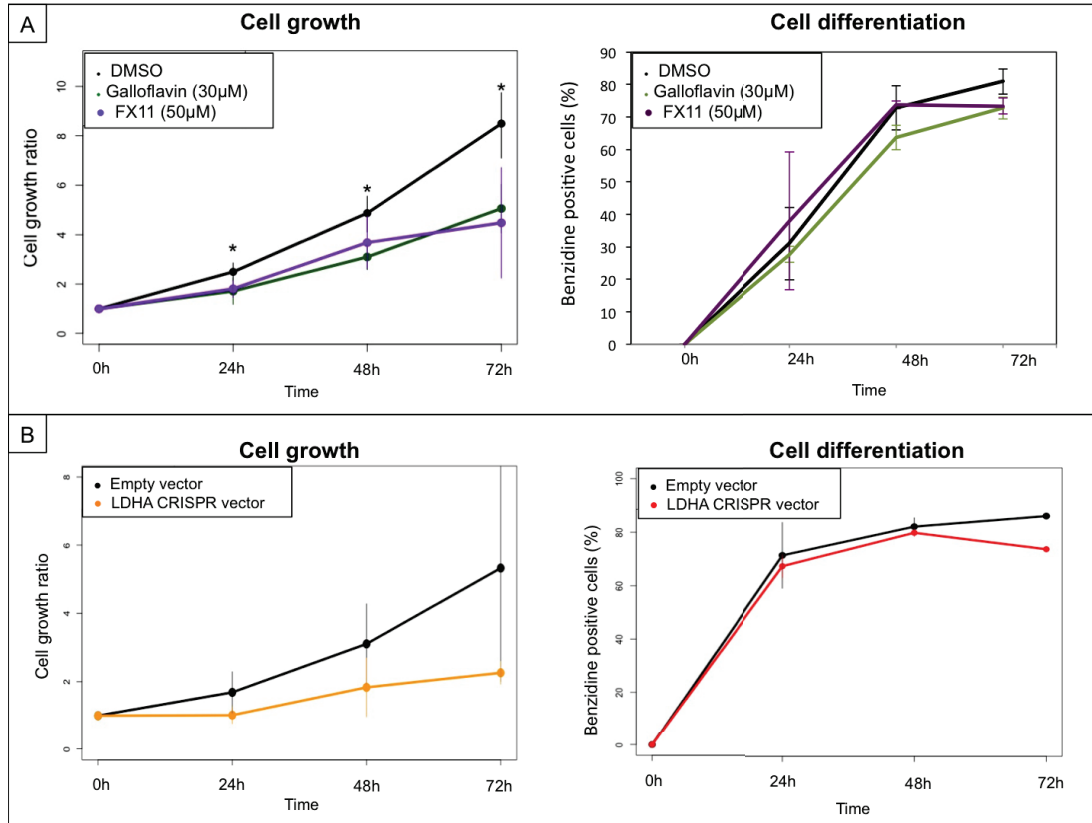 A
Cell growth
DMSO
Galloflavin (30µM)
FX11 (50µM)
*
*
*
Cell growth ratio
0
2
4
6
8
10
0h
24h
48h
72h
Time
Cell differentiation
DMSO
Galloflavin (30µM)
FX11 (50µM)
Benzidine positive cells (%)
90
80
70
60
50
40
30
20
10
0
0h
24h
48h
72h
Time
B
Cell growth
Empty vector
LDHA CRISPR vector
Cell growth ratio
0
2
4
6
8
0h
24h
48h
72h
Time
Cell differentiation
Empty vector
LDHA CRISPR vector
Benzidine positive cells (%)
0
20
40
60
80
100
0h
24h
48h
72h
Time